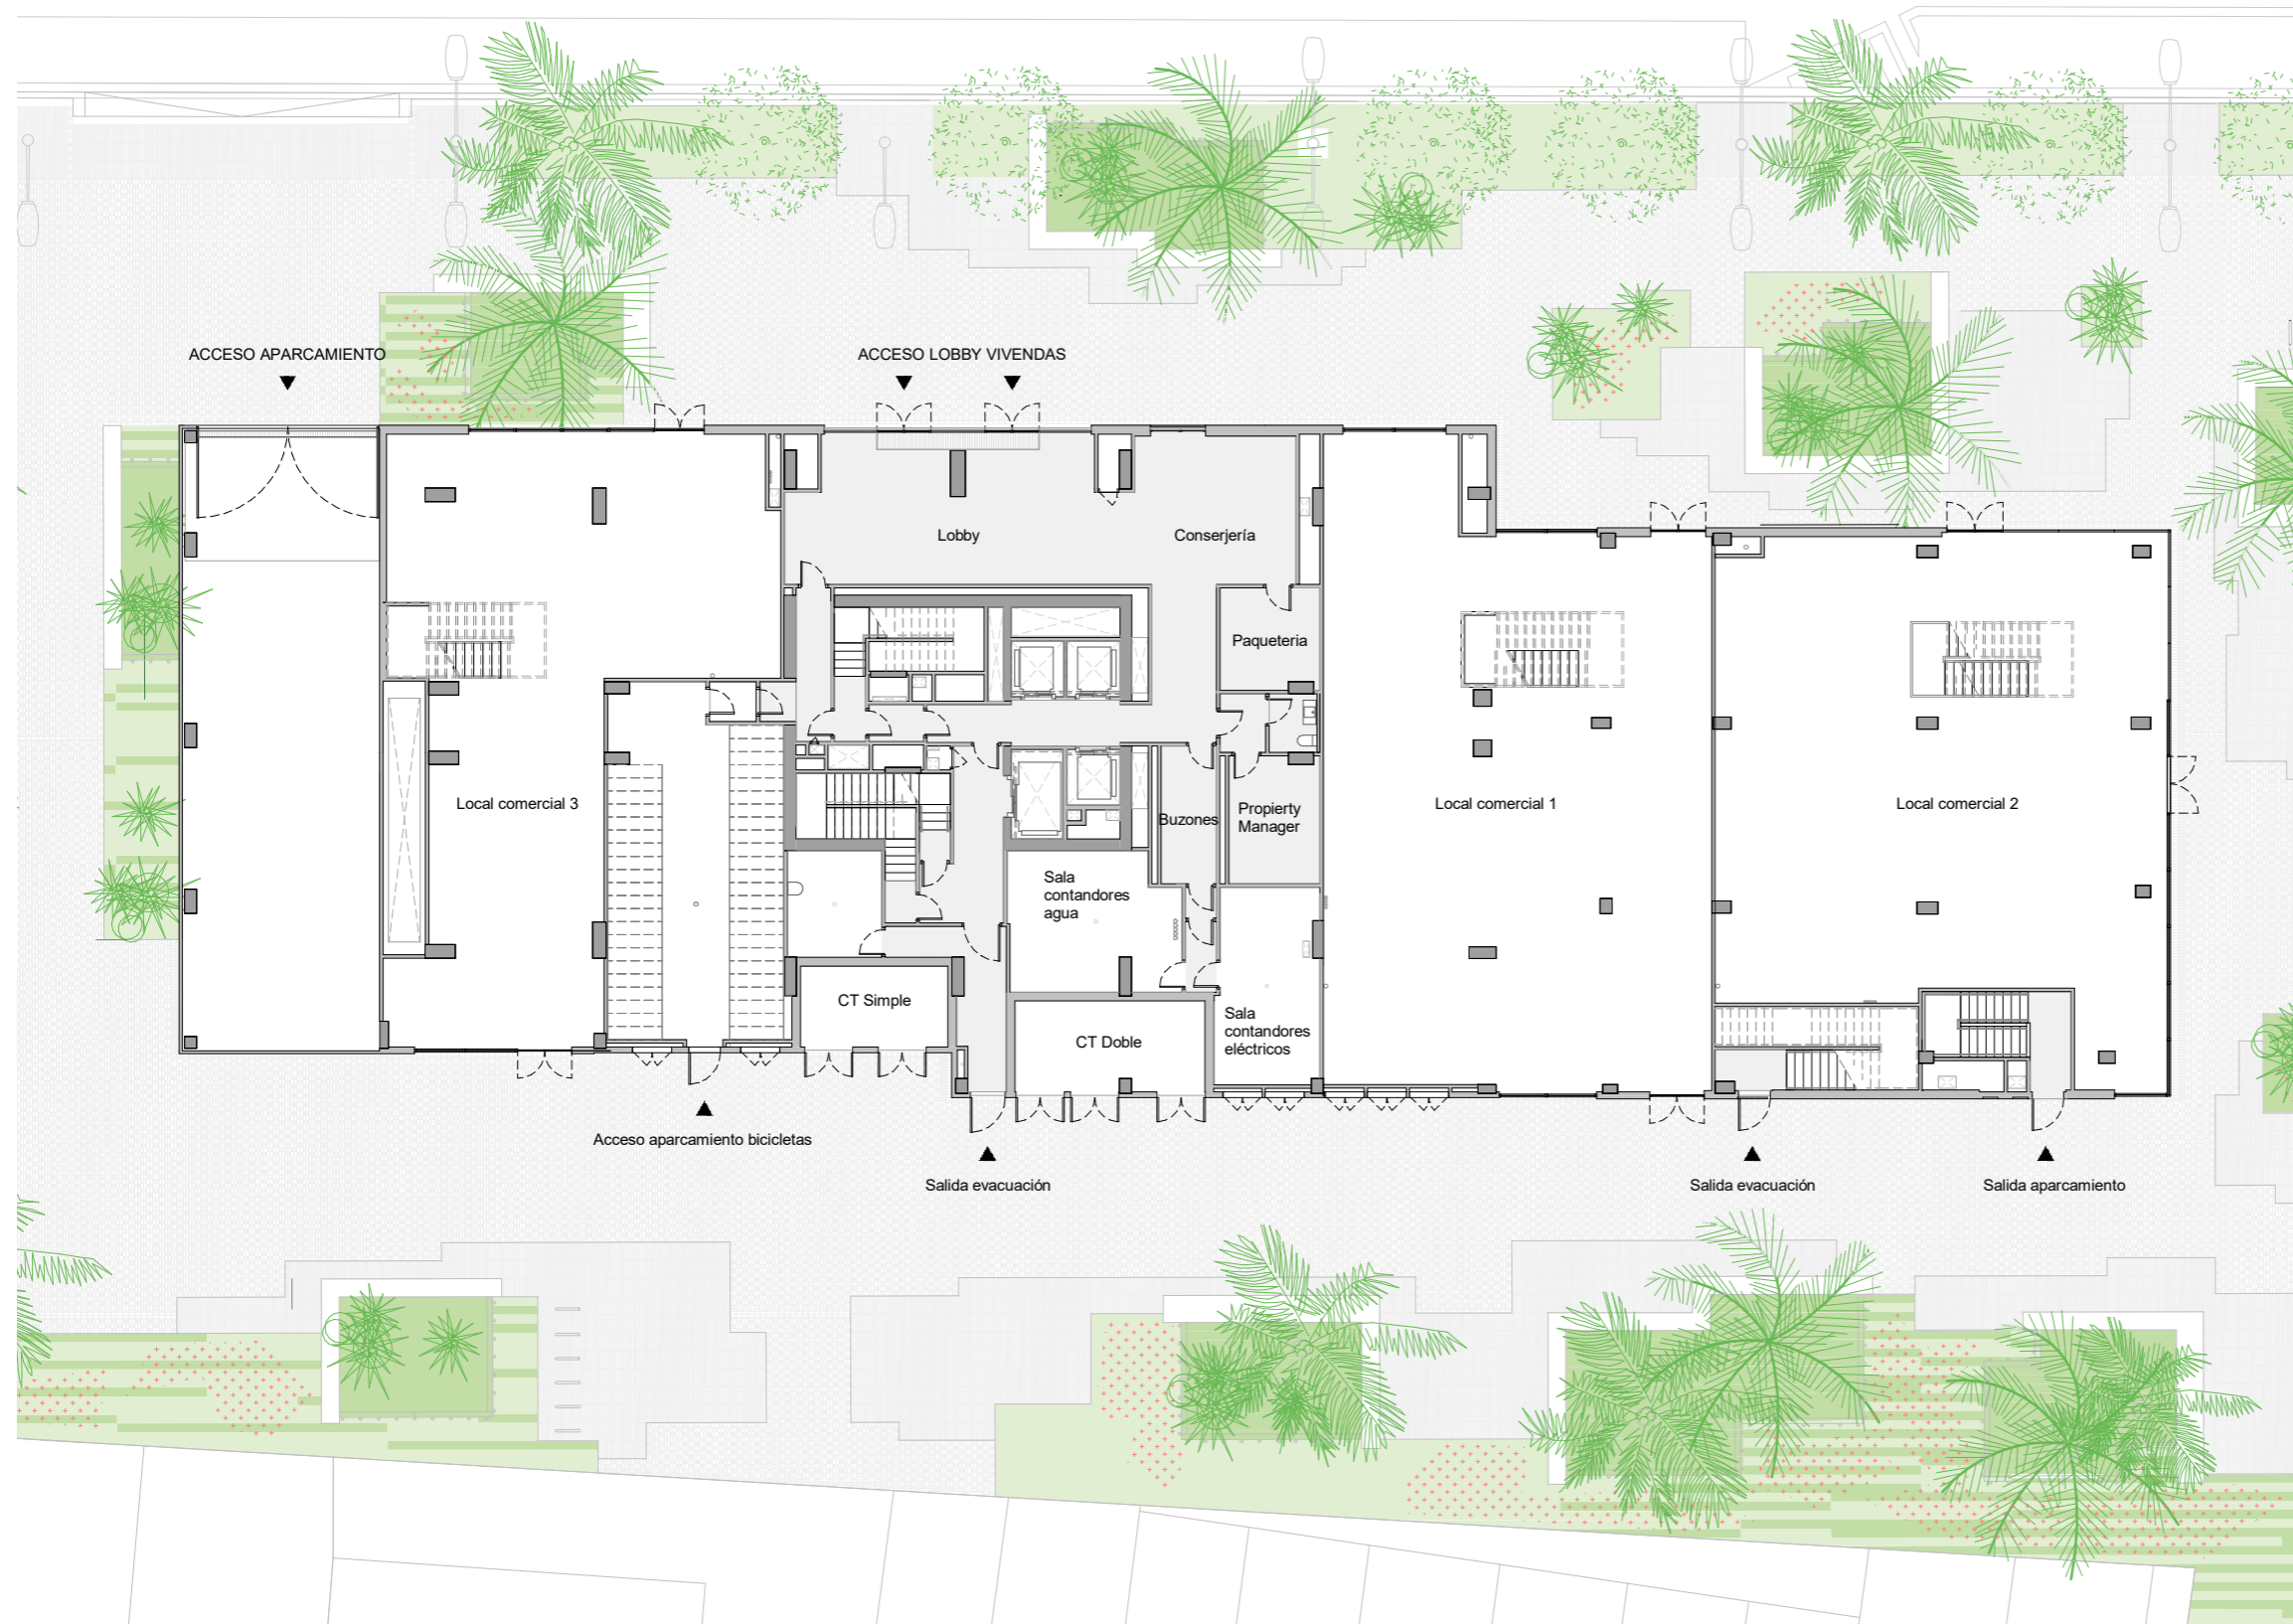 ACCESO APARCAMIENTO
ACCESO LOBBY VIVENDAS
Lobby
Conserjería
Paqueteria
Local comercial 3
Local comercial 1
Local comercial 2
Buzones
Propierty
Manager
Sala
contandores
agua
CT Simple
CT Doble
Sala
contandores
eléctricos
Acceso aparcamiento bicicletas
Salida evacuación
Salida evacuación
Salida aparcamiento